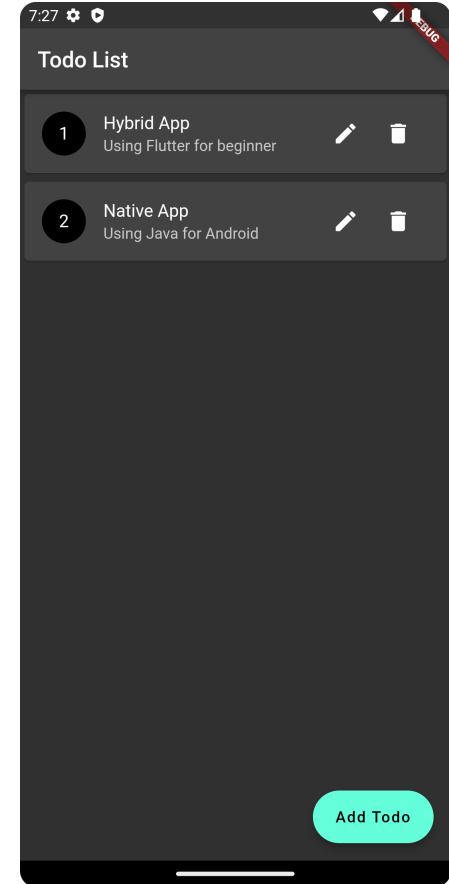 7:27
DEBUG
Todo List
1
Hybrid App
Using Flutter for beginner
2
Native App
Using Java for Android
Add Todo